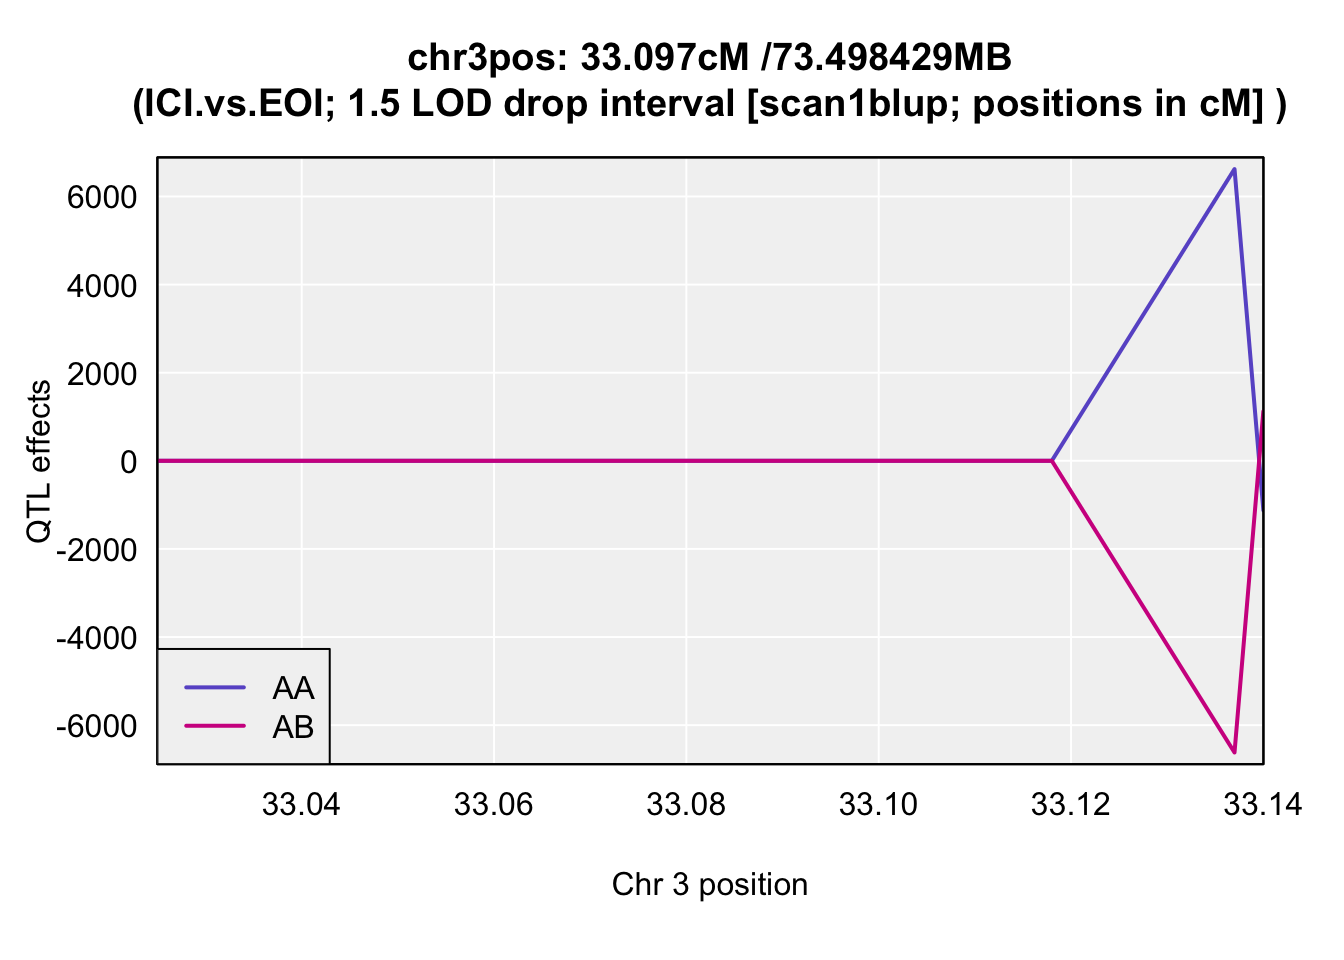 chr3pos: 33.097cM /73.498429MB
(ICI.vs.EOI; 1.5 LOD drop interval [scan1blup; positions in cM] )
QTL effects
6000
4000
2000
0
-2000
-4000
-6000
AA
AB
33.04 33.06 33.08 33.10 33.12 33.14
Chr 3 position